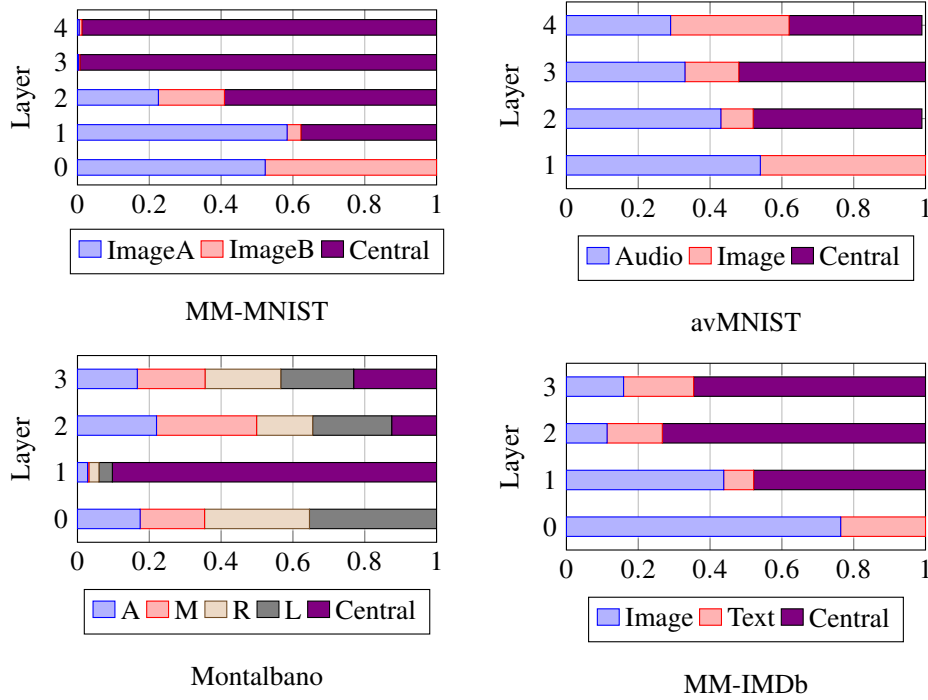 Layer
4
3
2
1
0
0 0.2 0.4 0.6 0.8 1
ImageA ImageB Central
MM-MNIST
Layer
4
3
2
1
0 0.2 0.4 0.6 0.8 1
Audio Image Central
avMNIST
Layer
3
2
1
0
0 0.2 0.4 0.6 0.8 1
A M R L Central
Montalbano
Layer
3
2
1
0
0 0.2 0.4 0.6 0.8 1
Image Text Central
MM-IMDb